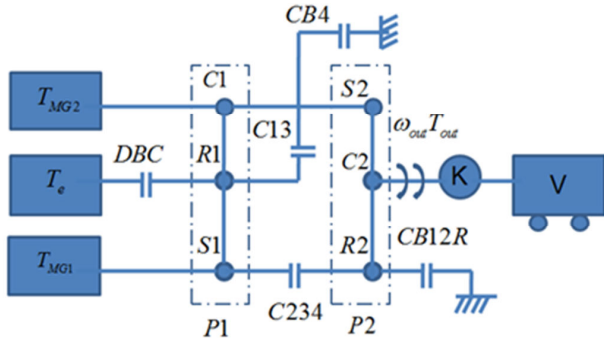 CB4
C1
S2
T_MG2
C13
ω_out T_out
DBC
R1
C2
K
V
T_e
S1
R2
CB12R
T_MG1
P1
C234
P2